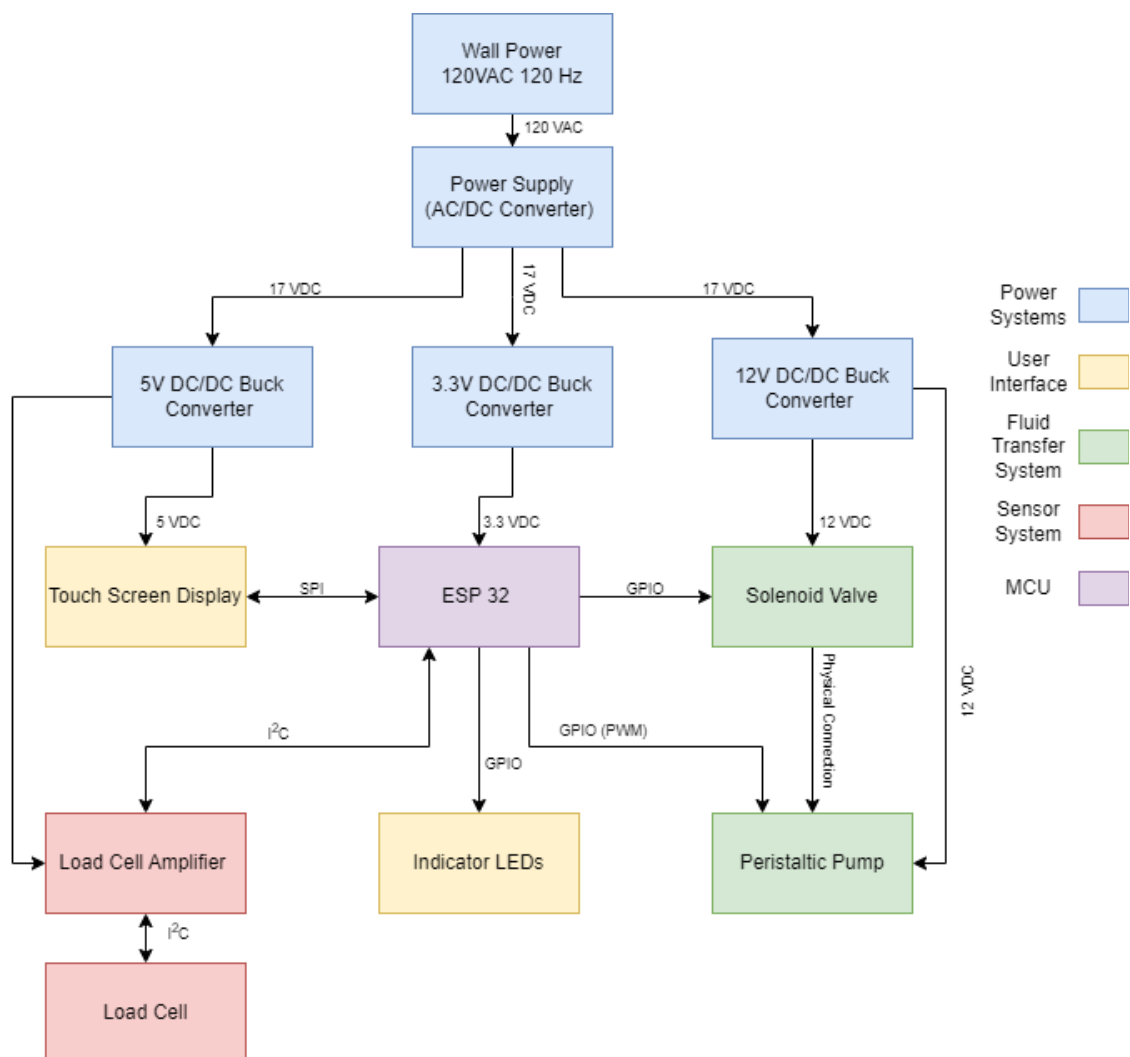 Wall Power
120VAC 120 Hz
120 VAC
Power Supply
(AC/DC Converter)
17 VDC
17 VDC
17 VDC
5V DC/DC Buck
Converter
3.3V DC/DC Buck
Converter
12V DC/DC Buck
Converter
Power
Systems
User
Interface
Fluid
Transfer
System
Sensor
System
MCU
5 VDC
3.3 VDC
12 VDC
Touch Screen Display
SPI
ESP 32
GPIO
Solenoid Valve
Physical Connection
12 VDC
I²C
GPIO
GPIO (PWM)
Load Cell Amplifier
Indicator LEDs
Peristaltic Pump
I²C
Load Cell